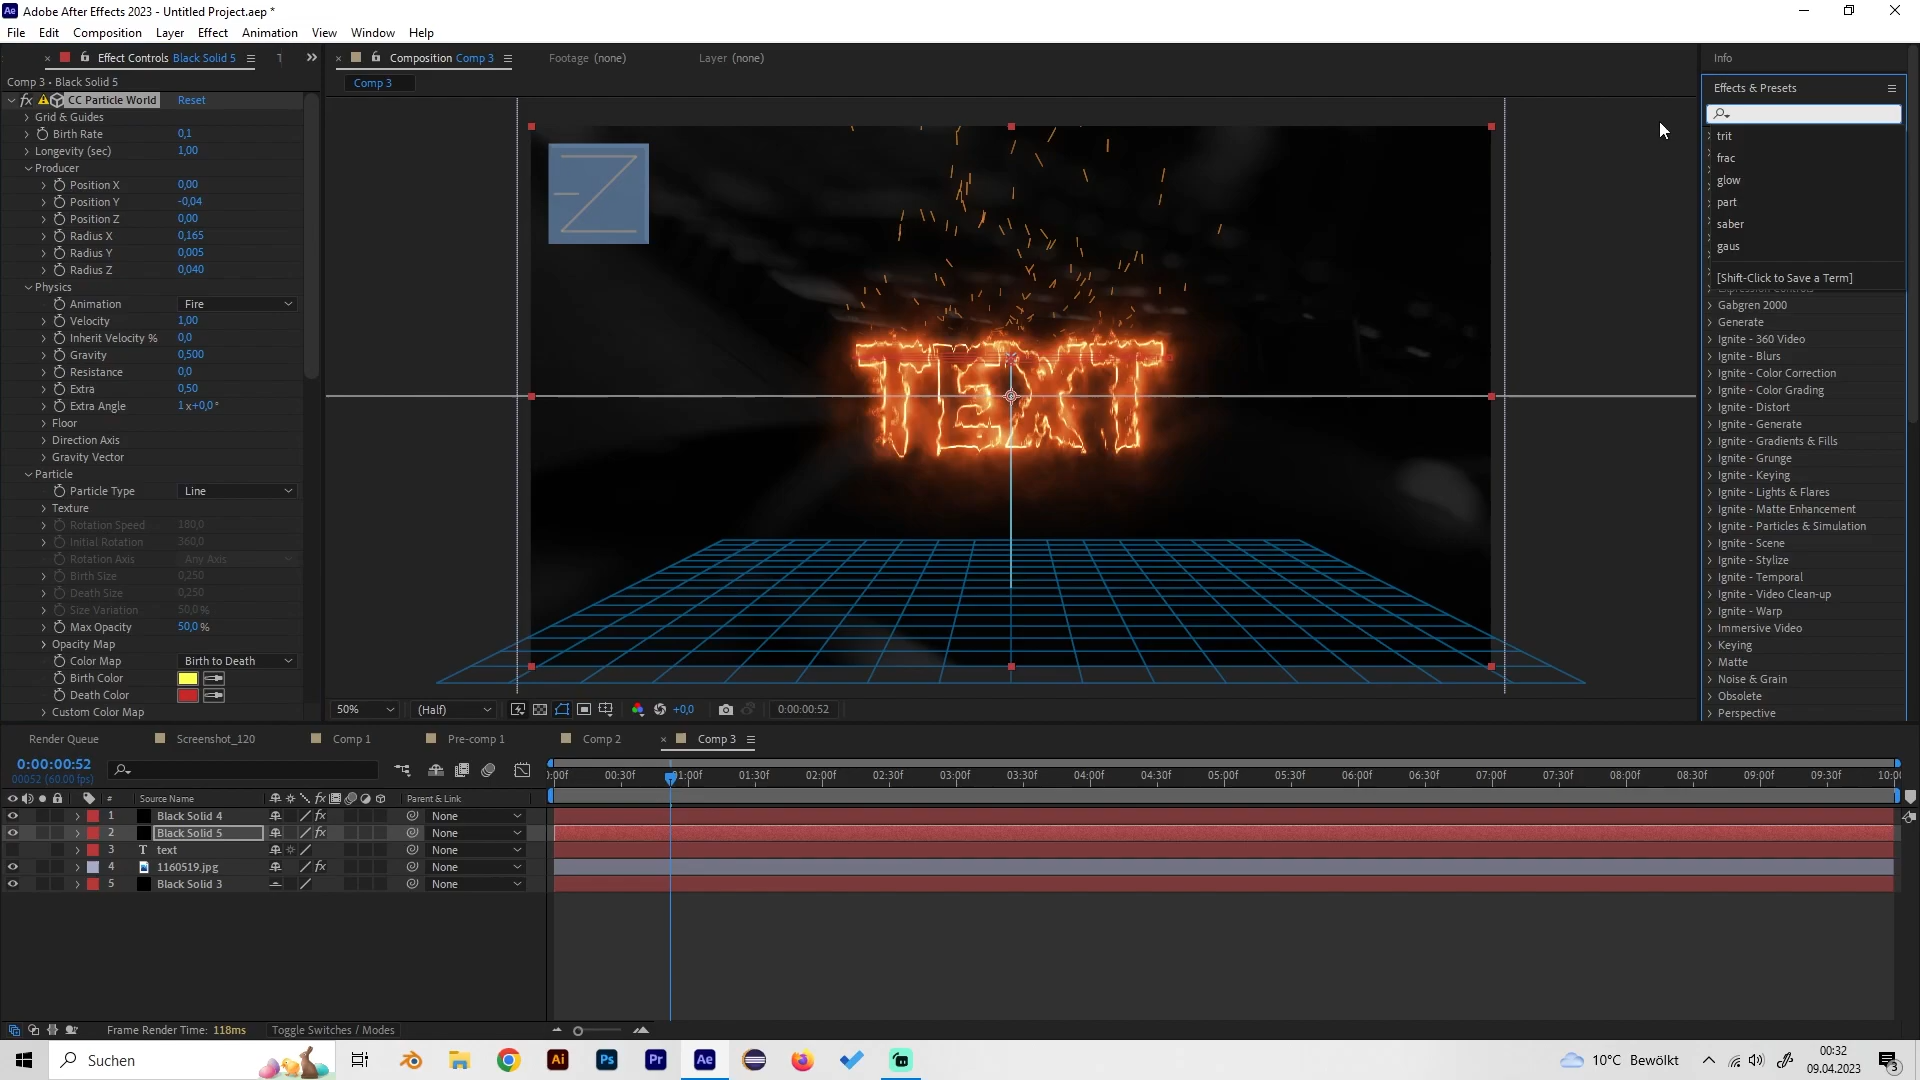 Adobe After Effects 2023 - Untitled Project.aep *
File Edit Composition Layer Effect Animation View Window Help
Effect Controls Black Solid 5
Composition Comp 3
Footage (none)
Layer (none)
Info
Comp 3 • Black Solid 5
Comp 3
fx CC Particle World Reset
Grid & Guides
Birth Rate 0,1
Longevity (sec) 1,00
Producer
Position X 0,00
Position Y -0,04
Position Z 0,00
Radius X 0,165
Radius Y 0,005
Radius Z 0,040
Physics
Animation Fire
Velocity 1,00
Inherit Velocity % 0,0
Gravity 0,500
Resistance 0,0
Extra 0,50
Extra Angle 1x+0,0°
Floor
Direction Axis
Gravity Vector
Particle
Particle Type Line
Texture
Rotation Speed 180,0
Initial Rotation 360,0
Rotation Axis Any Axis
Birth Size 0,250
Death Size 0,250
Size Variation 50,0 %
Max Opacity 50,0 %
Opacity Map
Color Map Birth to Death
Birth Color
Death Color
Custom Color Map
TEXT
50% (Half) +0,0 0:00:00:52
Effects & Presets
trit
frac
glow
part
saber
gaus
[Shift-Click to Save a Term]
Gabgren 2000
Generate
Ignite - 360 Video
Ignite - Blurs
Ignite - Color Correction
Ignite - Color Grading
Ignite - Distort
Ignite - Generate
Ignite - Gradients & Fills
Ignite - Grunge
Ignite - Keying
Ignite - Lights & Flares
Ignite - Matte Enhancement
Ignite - Particles & Simulation
Ignite - Scene
Ignite - Stylize
Ignite - Temporal
Ignite - Video Clean-up
Ignite - Warp
Immersive Video
Keying
Matte
Noise & Grain
Obsolete
Perspective
Render Queue Screenshot_120 Comp 1 Pre-comp 1 Comp 2 Comp 3
0:00:00:52
00052 (60.00 fps)
:00f 00:30f 01:00f 01:30f 02:00f 02:30f 03:00f 03:30f 04:00f 04:30f 05:00f 05:30f 06:00f 06:30f 07:00f 07:30f 08:00f 08:30f 09:00f 09:30f 10:0
# Source Name fx Parent & Link
1 Black Solid 4 fx None
2 Black Solid 5 fx None
3 T text None
4 1160519.jpg fx None
5 Black Solid 3 None
Frame Render Time: 118ms Toggle Switches / Modes
Suchen
Ai Ps Pr Ae
10°C Bewölkt
00:32
09.04.2023
3